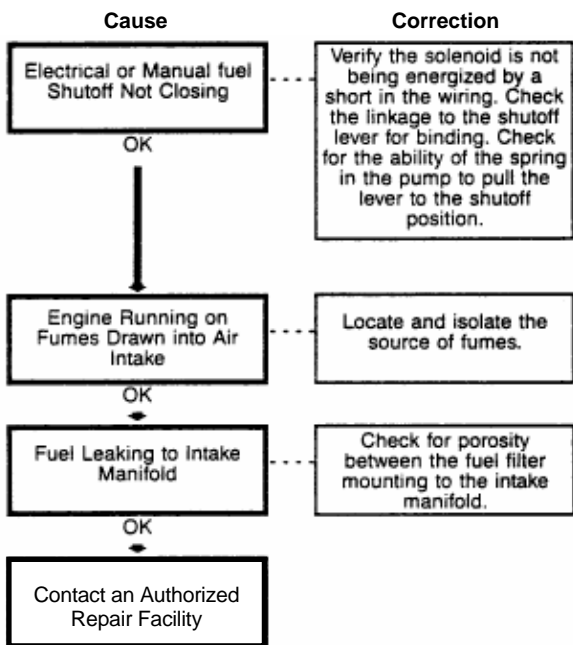 Cause
Correction
Electrical or Manual fuel
Shutoff Not Closing
Verify the solenoid is not
being energized by a
short in the wiring. Check
the linkage to the shutoff
lever for binding. Check
for the ability of the spring
in the pump to pull the
lever to the shutoff
position.
OK
Engine Running on
Fumes Drawn into Air
Intake
Locate and isolate the
source of fumes.
OK
Fuel Leaking to Intake
Manifold
Check for porosity
between the fuel filter
mounting to the intake
manifold.
OK
Contact an Authorized
Repair Facility